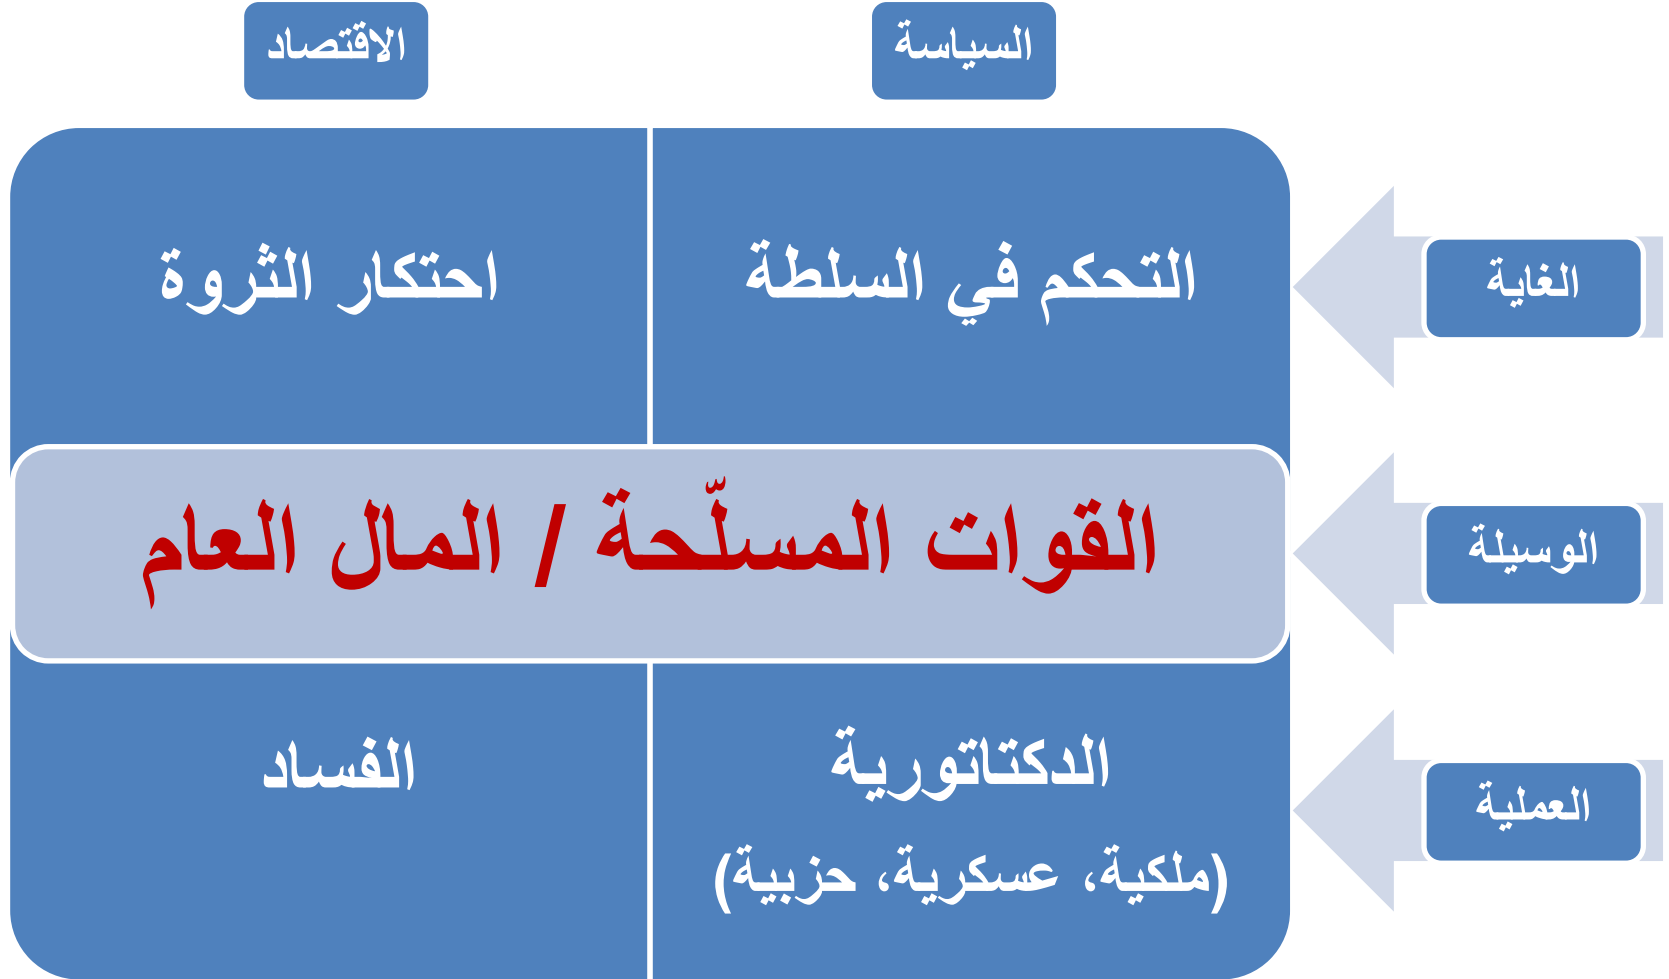 السياسة
الاقتصاد
الغاية
التحكم في السلطة
احتكار الثروة
الوسيلة
القوات المسلّحة / المال العام
العملية
الدكتاتورية
(ملكية، عسكرية، حزبية)
الفساد